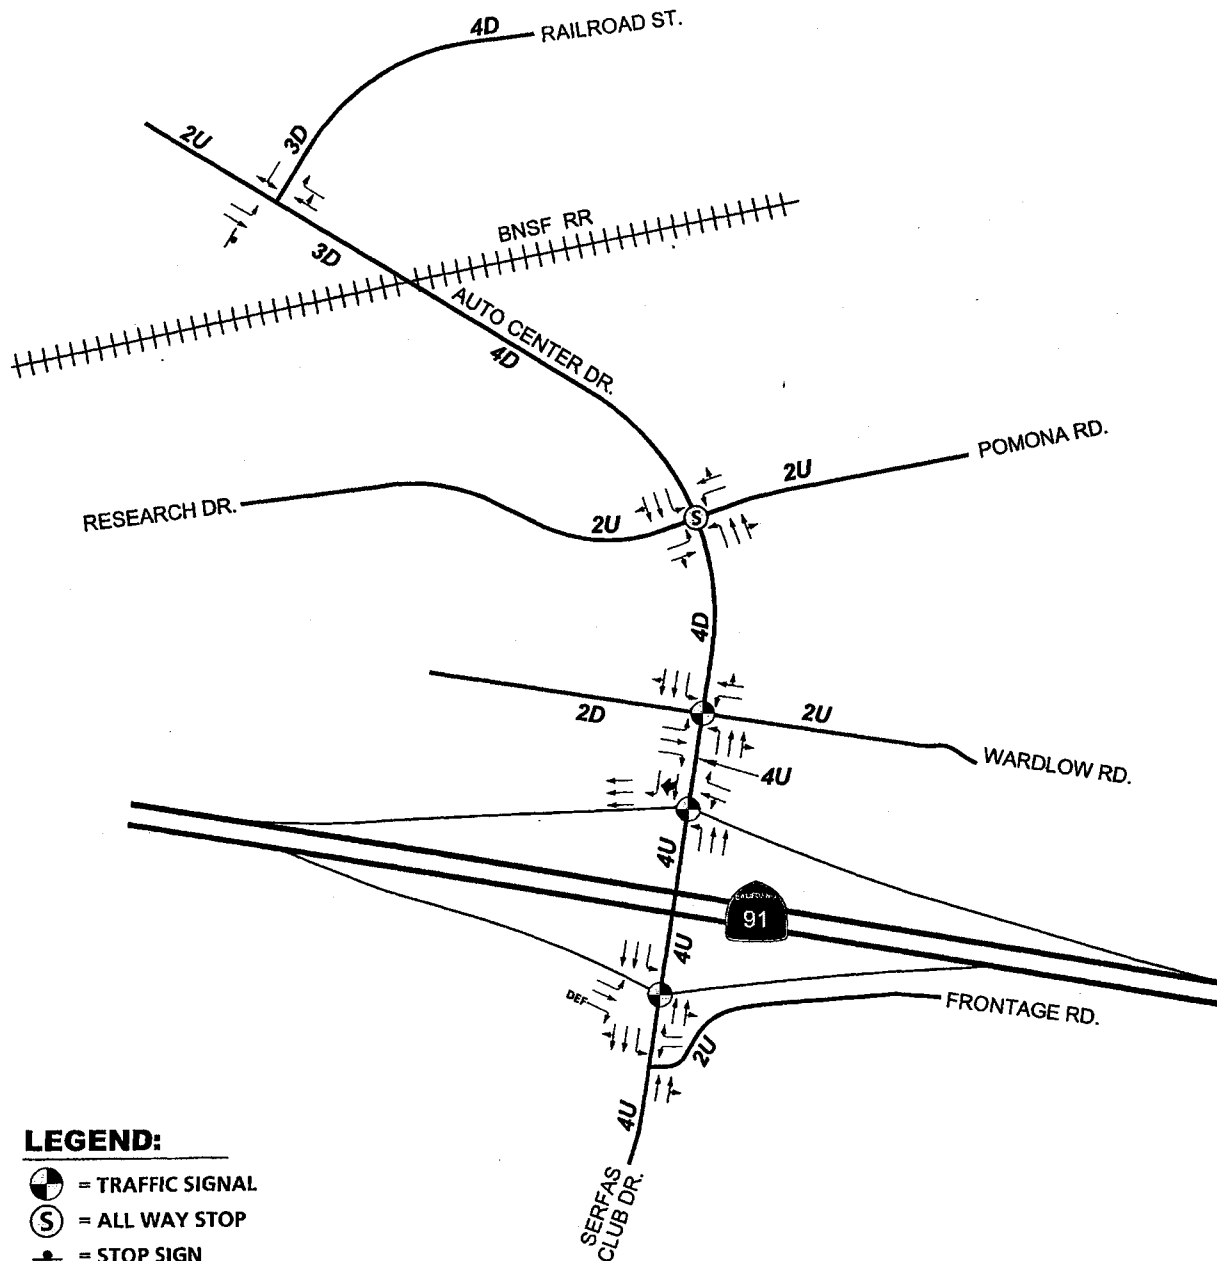 4D
RAILROAD ST.
2U
3D
BNSF RR
3D
AUTO CENTER DR.
4D
POMONA RD.
2U
RESEARCH DR.
2U
S
4D
2D
2U
WARDLOW RD.
4U
4U
91
4U
DEF
FRONTAGE RD.
2U
4U
SERFAS
CLUB DR.
LEGEND:
= TRAFFIC SIGNAL
S = ALL WAY STOP
= STOP SIGN